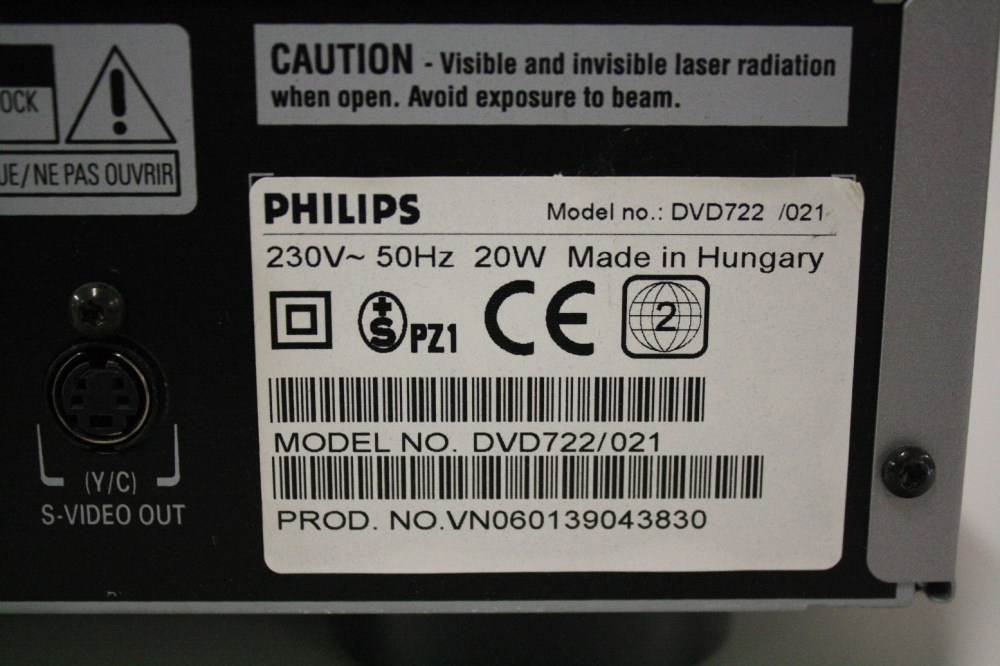 OCK
UE/NE PAS OUVRIR
CAUTION - Visible and invisible laser radiation
when open. Avoid exposure to beam.
PHILIPS Model no.: DVD722 /021
230V~ 50Hz 20W Made in Hungary
+S PZ1 CE 2
MODEL NO. DVD722/021
PROD. NO.VN060139043830
(Y/C)
S-VIDEO OUT